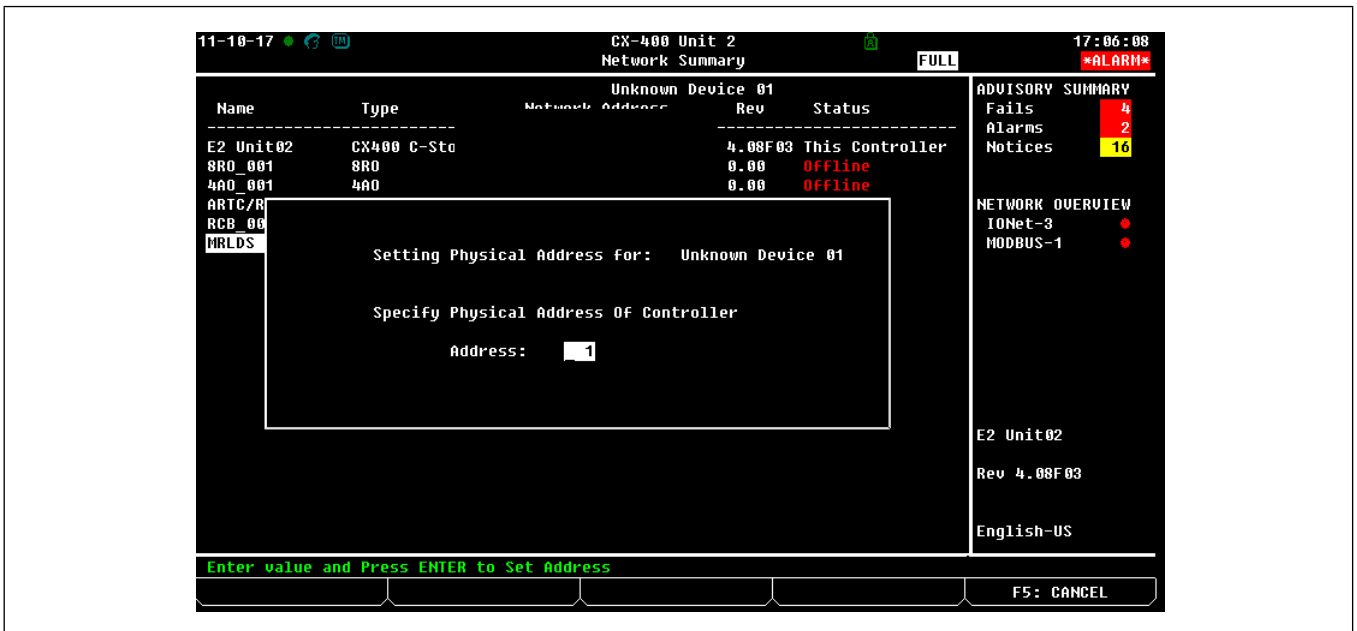 11-10-17 CX-400 Unit 2 17:06:08
Network Summary FULL *ALARM*
Unknown Device 01 ADVISORY SUMMARY
Name Type Network Address Rev Status Fails 4
Alarms 2
E2 Unit02 CX400 C-Sto 4.08F03 This Controller Notices 16
8RO_001 8RO 0.00 Offline
4AO_001 4AO 0.00 Offline
ARTC/R NETWORK OVERVIEW
RCB_00 IONet-3
MRLDS MODBUS-1
Setting Physical Address for: Unknown Device 01
Specify Physical Address Of Controller
Address: 1
E2 Unit02
Rev 4.08F03
English-US
Enter value and Press ENTER to Set Address
F5: CANCEL